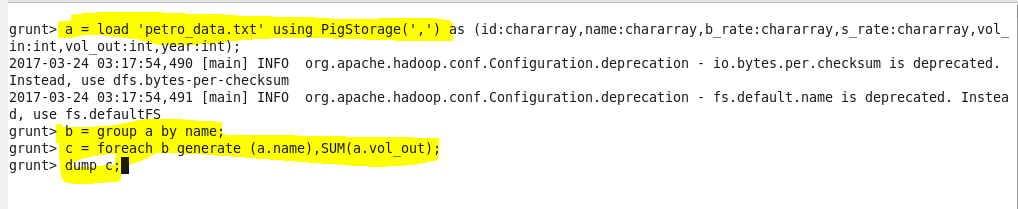 grunt> a = load 'petro_data.txt' using PigStorage(',') as (id:chararray,name:chararray,b_rate:chararray,s_rate:chararray,vol_
in:int,vol_out:int,year:int);
2017-03-24 03:17:54,490 [main] INFO  org.apache.hadoop.conf.Configuration.deprecation - io.bytes.per.checksum is deprecated.
Instead, use dfs.bytes-per-checksum
2017-03-24 03:17:54,491 [main] INFO  org.apache.hadoop.conf.Configuration.deprecation - fs.default.name is deprecated. Instea
d, use fs.defaultFS
grunt> b = group a by name;
grunt> c = foreach b generate (a.name),SUM(a.vol_out);
grunt> dump c;